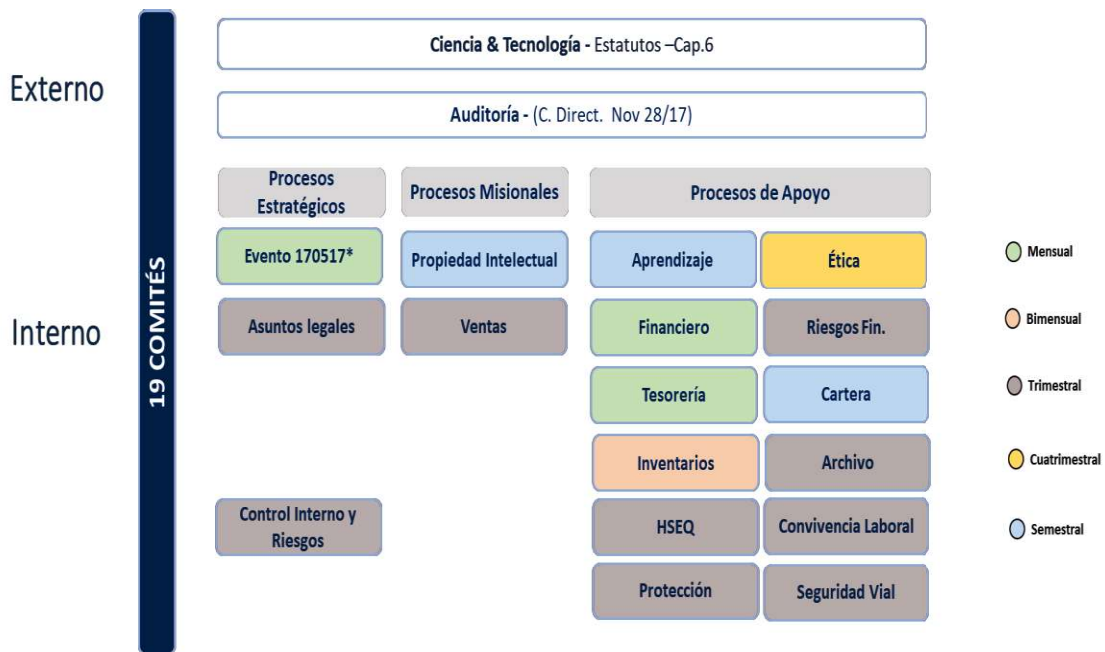 Externo
Ciencia & Tecnología - Estatutos –Cap.6
Auditoría - (C. Direct. Nov 28/17)
19 COMITÉS
Interno
Procesos
Estratégicos
Procesos Misionales
Procesos de Apoyo
Evento 170517*
Propiedad Intelectual
Aprendizaje
Ética
Asuntos legales
Ventas
Financiero
Riesgos Fin.
Tesorería
Cartera
Inventarios
Archivo
Control Interno y
Riesgos
HSEQ
Convivencia Laboral
Protección
Seguridad Vial
Mensual
Bimensual
Trimestral
Cuatrimestral
Semestral